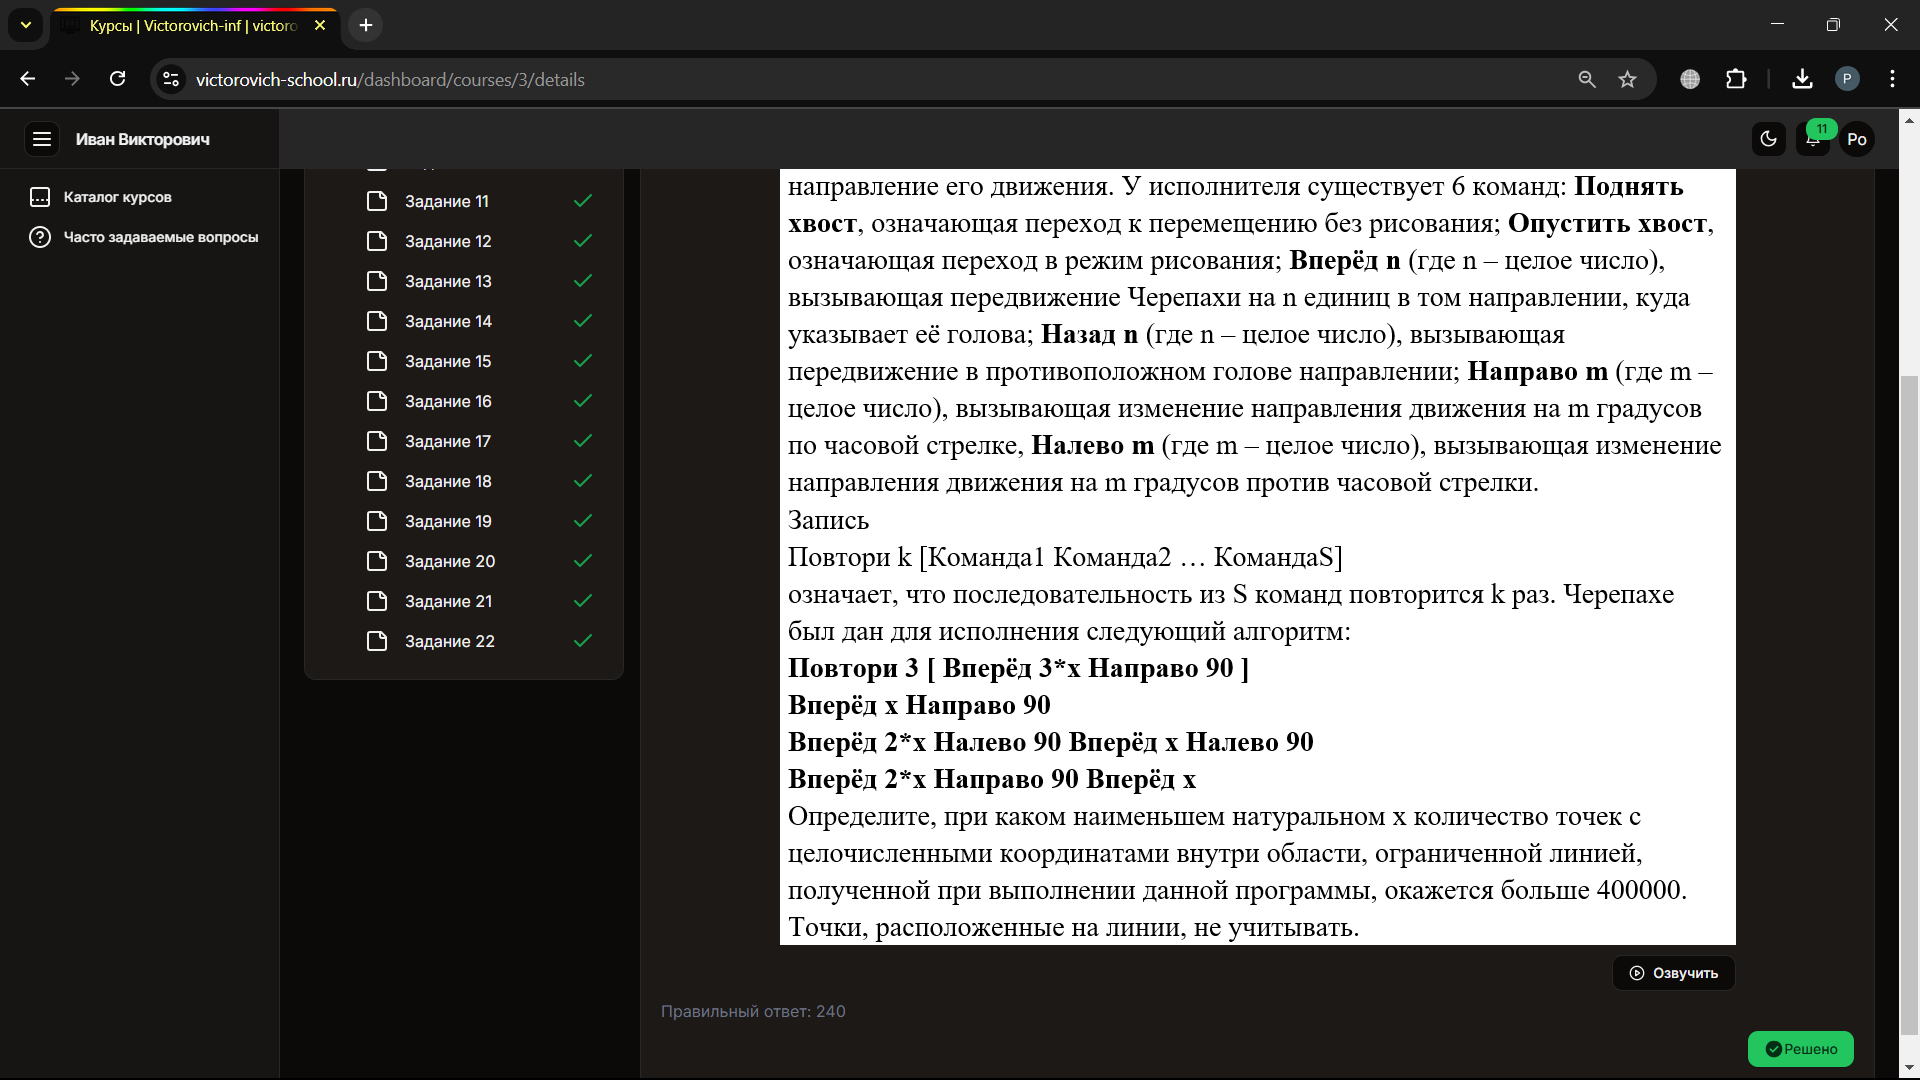 Курсы | Victorovich-inf | victoro
victorovich-school.ru/dashboard/courses/3/details
P
Иван Викторович
11
Po
Каталог курсов
Часто задаваемые вопросы
Задание 11
Задание 12
Задание 13
Задание 14
Задание 15
Задание 16
Задание 17
Задание 18
Задание 19
Задание 20
Задание 21
Задание 22
направление его движения. У исполнителя существует 6 команд: Поднять
хвост, означающая переход к перемещению без рисования; Опустить хвост,
означающая переход в режим рисования; Вперёд n (где n – целое число),
вызывающая передвижение Черепахи на n единиц в том направлении, куда
указывает её голова; Назад n (где n – целое число), вызывающая
передвижение в противоположном голове направлении; Направо m (где m –
целое число), вызывающая изменение направления движения на m градусов
по часовой стрелке, Налево m (где m – целое число), вызывающая изменение
направления движения на m градусов против часовой стрелки.
Запись
Повтори k [Команда1 Команда2 … КомандаS]
означает, что последовательность из S команд повторится k раз. Черепахе
был дан для исполнения следующий алгоритм:
Повтори 3 [ Вперёд 3*x Направо 90 ]
Вперёд x Направо 90
Вперёд 2*x Налево 90 Вперёд x Налево 90
Вперёд 2*x Направо 90 Вперёд x
Определите, при каком наименьшем натуральном x количество точек с
целочисленными координатами внутри области, ограниченной линией,
полученной при выполнении данной программы, окажется больше 400000.
Точки, расположенные на линии, не учитывать.
Озвучить
Правильный ответ: 240
Решено